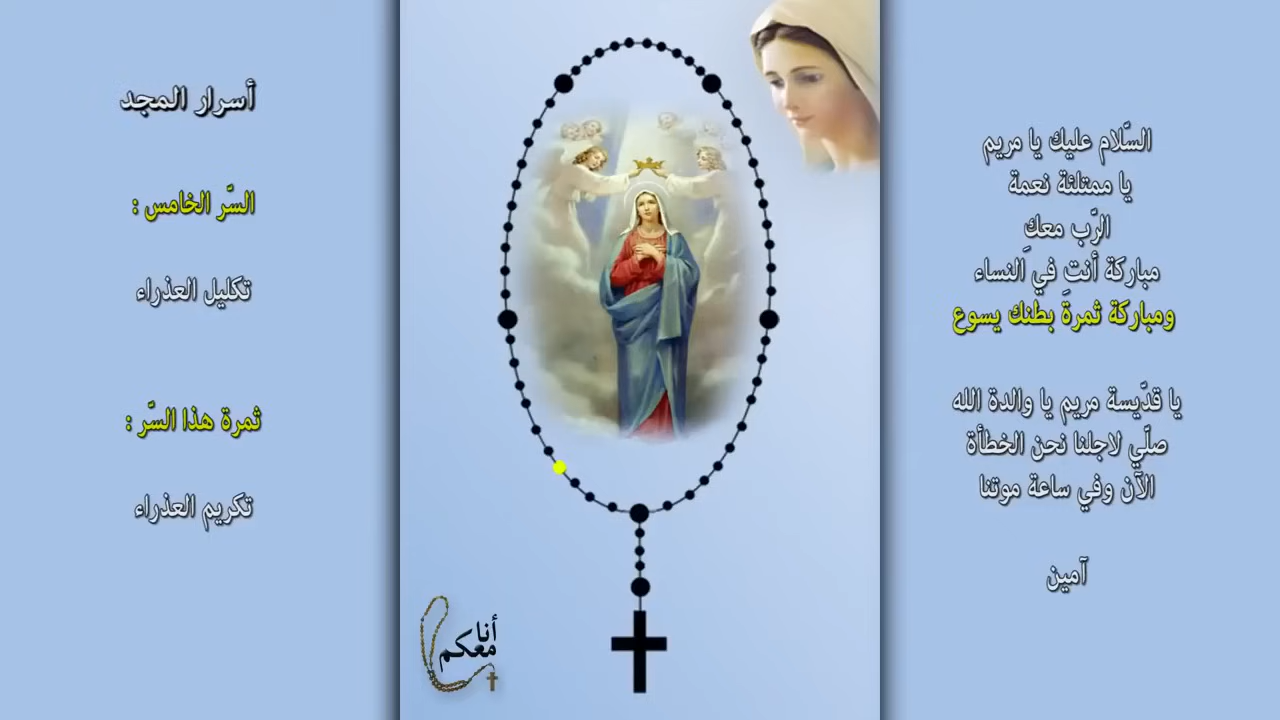 السّلام عليك يا مريم
يا ممتلئة نعمة
الرّب معكِ
مباركة أنتِ في النساء
ومباركة ثمرةَ بطنك يسوع
يا قدّيسة مريم يا والدة الله
صلّي لاجلنا نحن الخطأة
الآن وفي ساعة موتنا
آمين
أسرار المجد
السّر الخامس :
تكليل العذراء
ثمرة هذا السّر :
تكريم العذراء
أنا
معكم